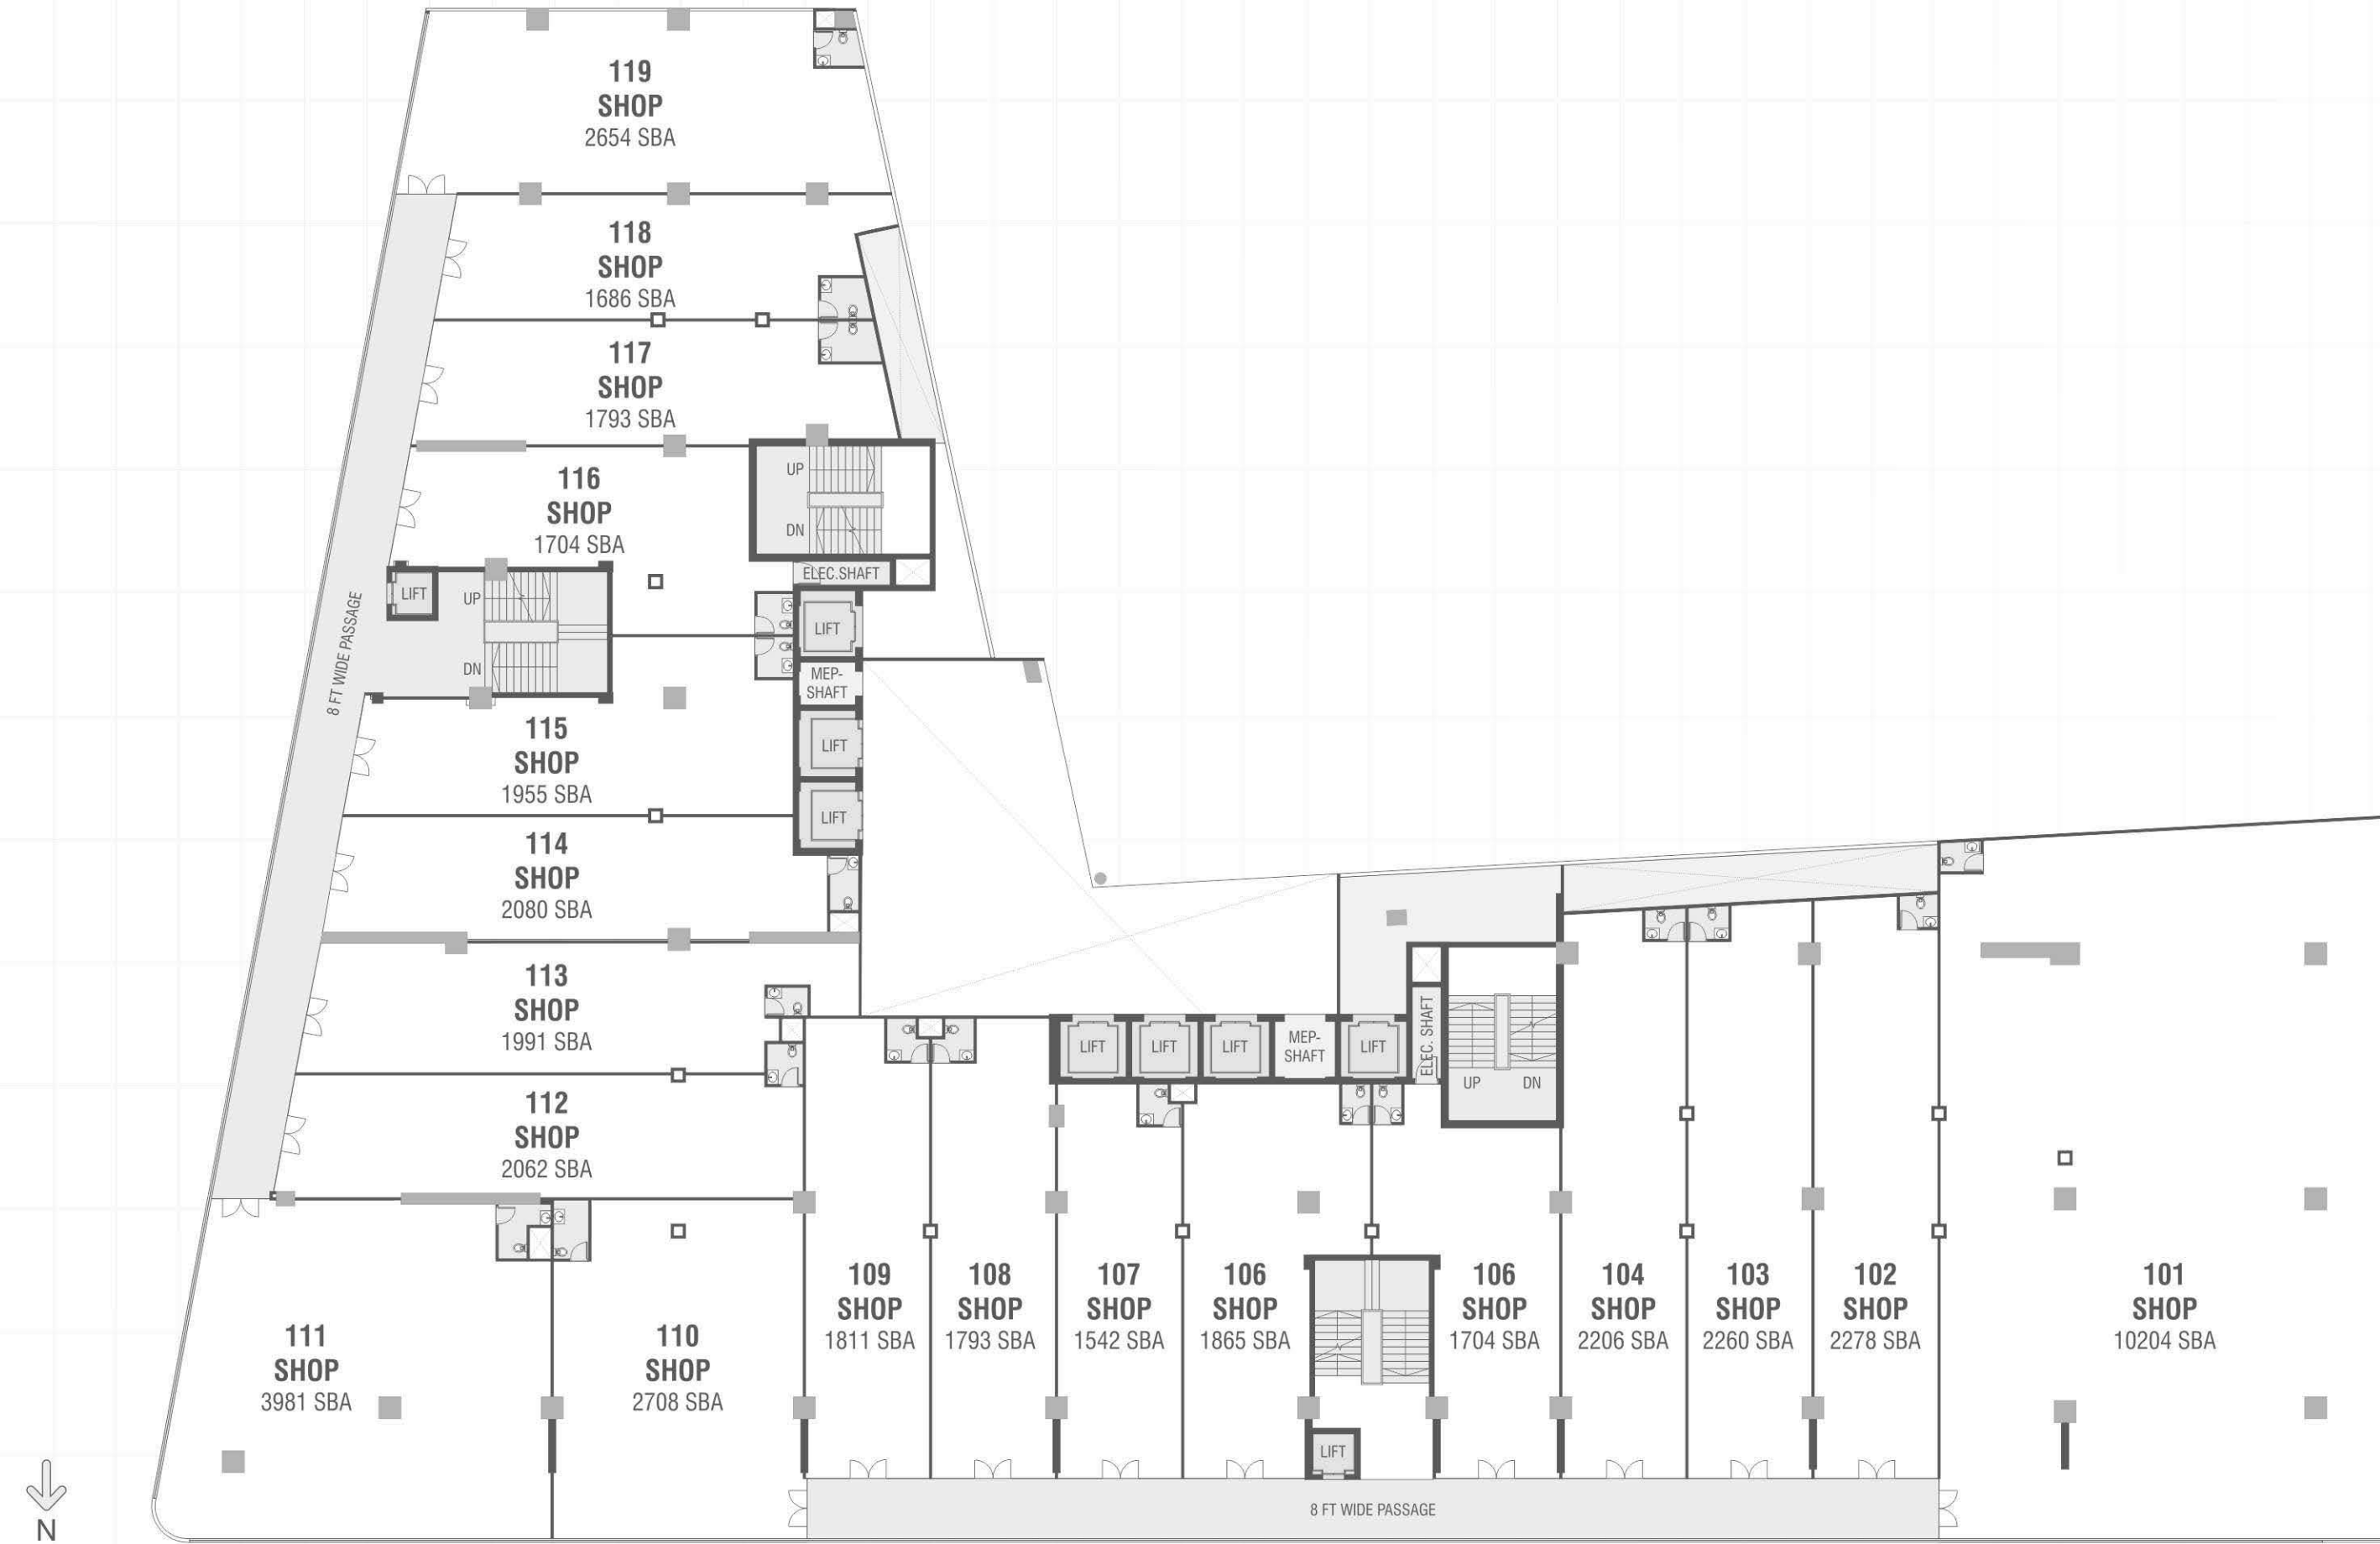 119
SHOP
2654 SBA
118
SHOP
1686 SBA
117
SHOP
1793 SBA
116
SHOP
1704 SBA
UP
DN
ELEC.SHAFT
LIFT
UP
DN
LIFT
MEP-
SHAFT
LIFT
LIFT
8 FT WIDE PASSAGE
115
SHOP
1955 SBA
114
SHOP
2080 SBA
113
SHOP
1991 SBA
112
SHOP
2062 SBA
LIFT
LIFT
LIFT
MEP-
SHAFT
LIFT
ELEC. SHAFT
UP
DN
111
SHOP
3981 SBA
110
SHOP
2708 SBA
109
SHOP
1811 SBA
108
SHOP
1793 SBA
107
SHOP
1542 SBA
106
SHOP
1865 SBA
106
SHOP
1704 SBA
104
SHOP
2206 SBA
103
SHOP
2260 SBA
102
SHOP
2278 SBA
101
SHOP
10204 SBA
LIFT
8 FT WIDE PASSAGE
N